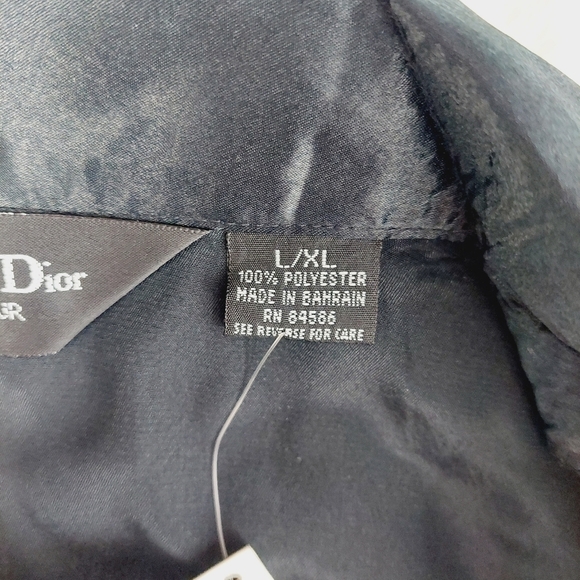 Dior
GR
L/XL
100% POLYESTER
MADE IN BAHRAIN
RN 84586
SEE REVERSE FOR CARE